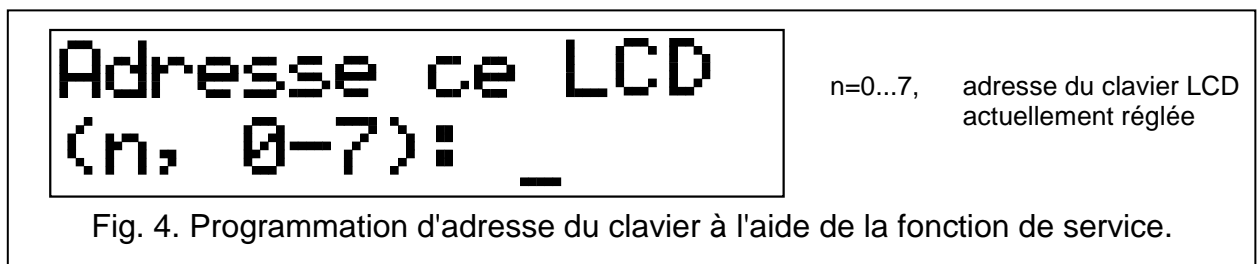 Adresse ce LCD
(n, 0-7): _
n=0...7, adresse du clavier LCD
actuellement réglée
Fig. 4. Programmation d'adresse du clavier à l'aide de la fonction de service.